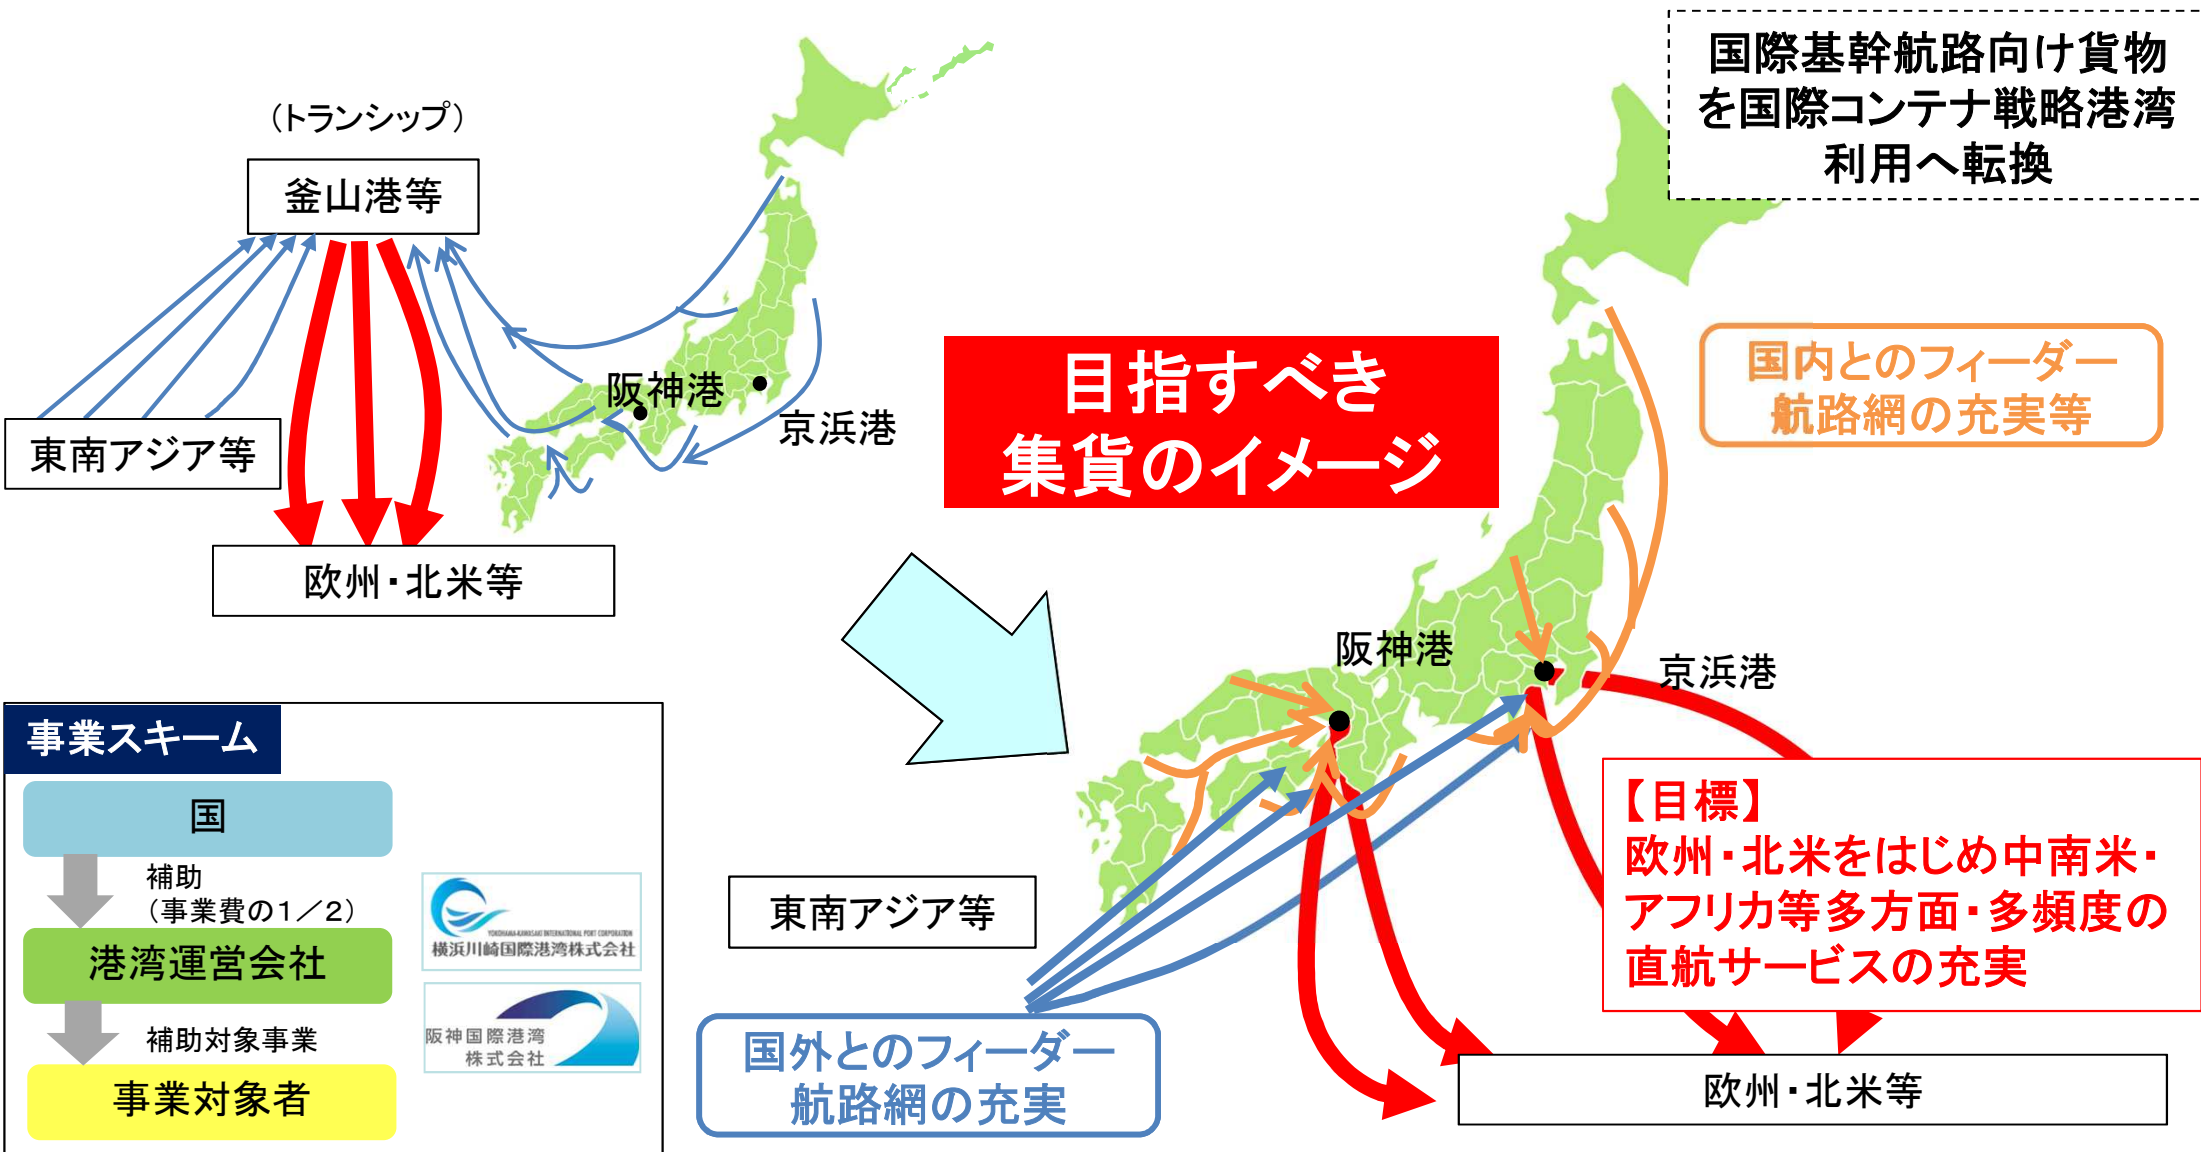 (トランシップ)
釜山港等
東南アジア等
欧州・北米等
阪神港
京浜港
目指すべき
集貨のイメージ
国際基幹航路向け貨物
を国際コンテナ戦略港湾
利用へ転換
国内とのフィーダー
航路網の充実等
阪神港
京浜港
東南アジア等
国外とのフィーダー
航路網の充実
【目標】
欧州・北米をはじめ中南米・
アフリカ等多方面・多頻度の
直航サービスの充実
欧州・北米等
事業スキーム
国
補助
(事業費の1/2)
港湾運営会社
補助対象事業
事業対象者
YOKOHAMA-KAWASAKI INTERNATIONAL PORT CORPORATION
横浜川崎国際港湾株式会社
阪神国際港湾
株式会社